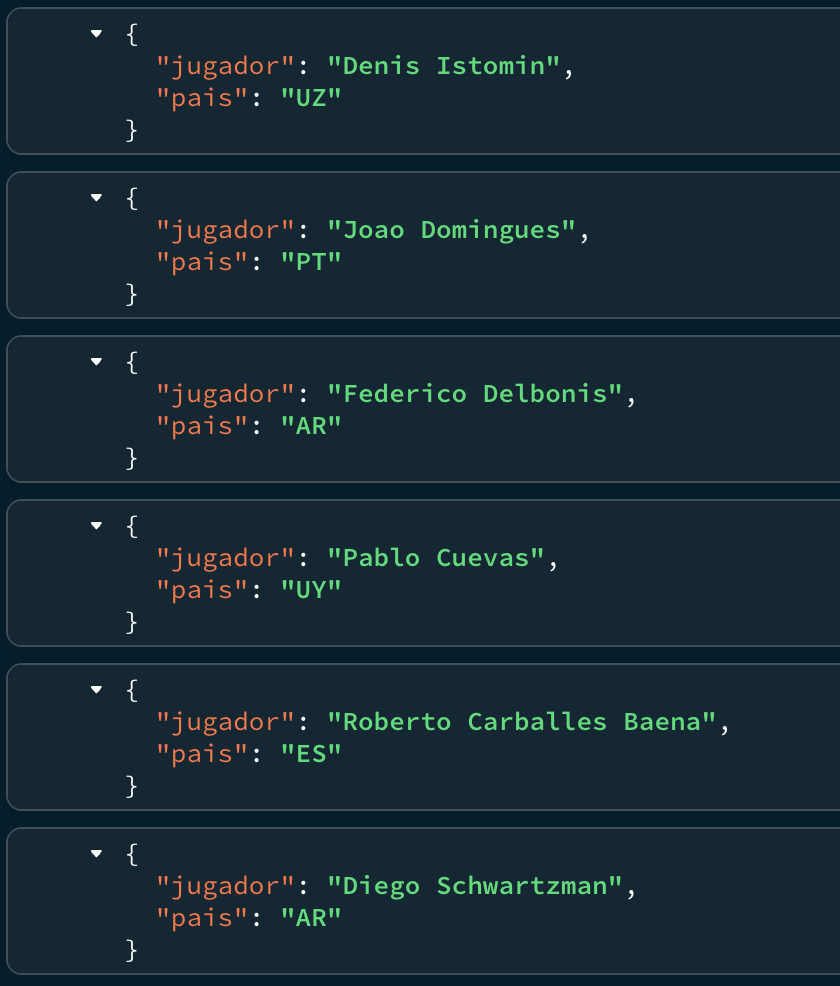 {
"jugador": "Denis Istomin",
"pais": "UZ"
}
{
"jugador": "Joao Domingues",
"pais": "PT"
}
{
"jugador": "Federico Delbonis",
"pais": "AR"
}
{
"jugador": "Pablo Cuevas",
"pais": "UY"
}
{
"jugador": "Roberto Carballes Baena",
"pais": "ES"
}
{
"jugador": "Diego Schwartzman",
"pais": "AR"
}